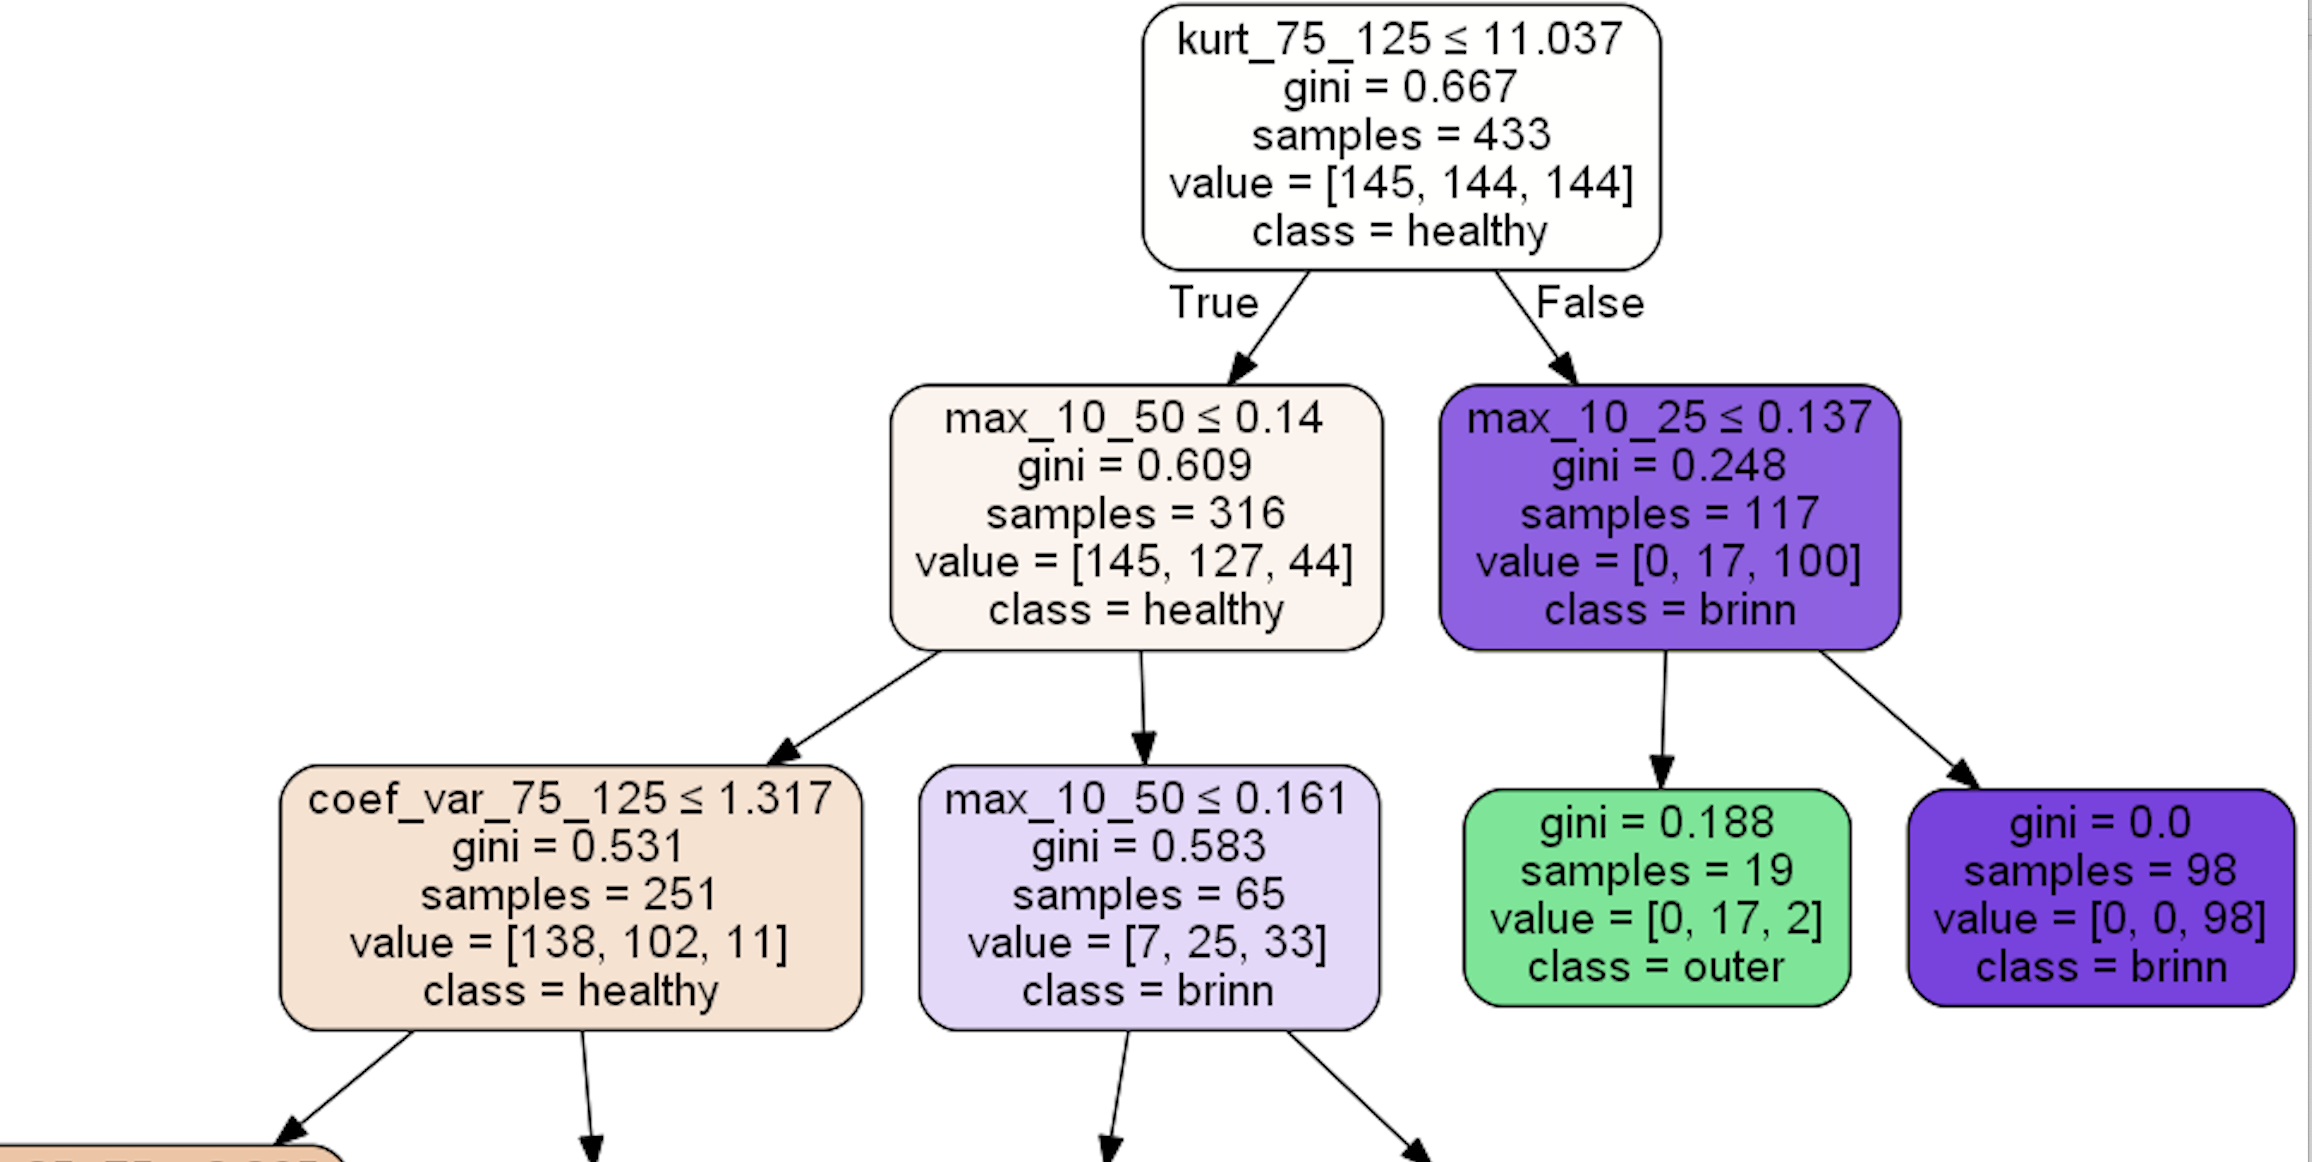 kurt_75_125 ≤ 11.037
gini = 0.667
samples = 433
value = [145, 144, 144]
class = healthy
True
False
max_10_50 ≤ 0.14
gini = 0.609
samples = 316
value = [145, 127, 44]
class = healthy
max_10_25 ≤ 0.137
gini = 0.248
samples = 117
value = [0, 17, 100]
class = brinn
coef_var_75_125 ≤ 1.317
gini = 0.531
samples = 251
value = [138, 102, 11]
class = healthy
max_10_50 ≤ 0.161
gini = 0.583
samples = 65
value = [7, 25, 33]
class = brinn
gini = 0.188
samples = 19
value = [0, 17, 2]
class = outer
gini = 0.0
samples = 98
value = [0, 0, 98]
class = brinn